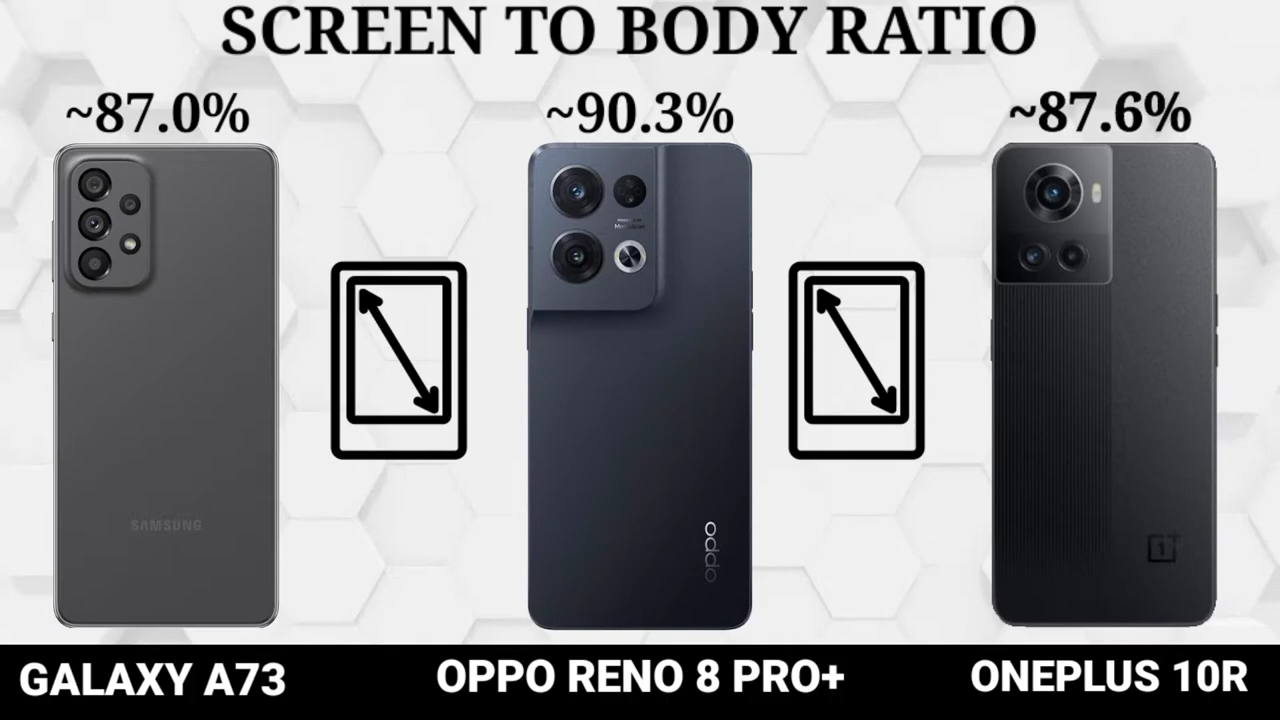 SCREEN TO BODY RATIO
~87.0%
~90.3%
~87.6%
SAMSUNG
oppo
1+
GALAXY A73
OPPO RENO 8 PRO+
ONEPLUS 10R